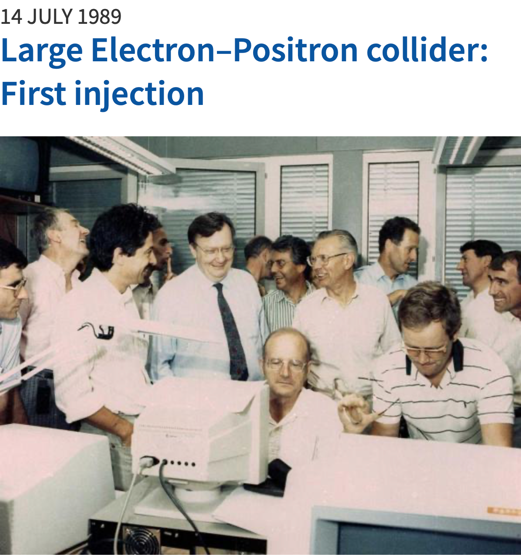 14 JULY 1989
Large Electron–Positron collider:
First injection